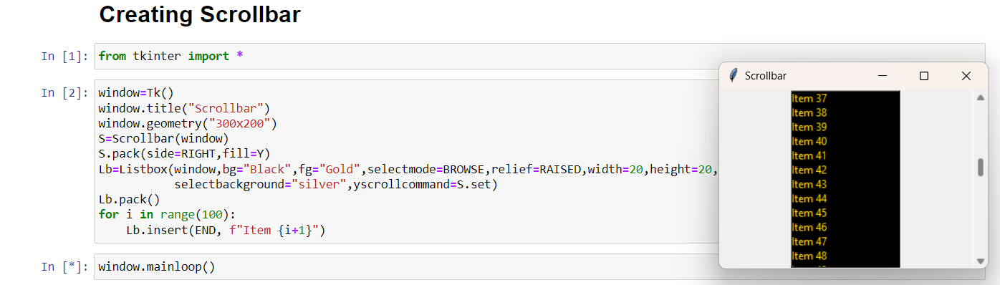 Creating Scrollbar
In [1]: from tkinter import *
In [2]: window=Tk()
window.title("Scrollbar")
window.geometry("300x200")
S=Scrollbar(window)
S.pack(side=RIGHT,fill=Y)
Lb=Listbox(window,bg="Black",fg="Gold",selectmode=BROWSE,relief=RAISED,width=20,height=20,
           selectbackground="silver",yscrollcommand=S.set)
Lb.pack()
for i in range(100):
    Lb.insert(END, f"Item {i+1}")
In [*]: window.mainloop()
Scrollbar
Item 37
Item 38
Item 39
Item 40
Item 41
Item 42
Item 43
Item 44
Item 45
Item 46
Item 47
Item 48